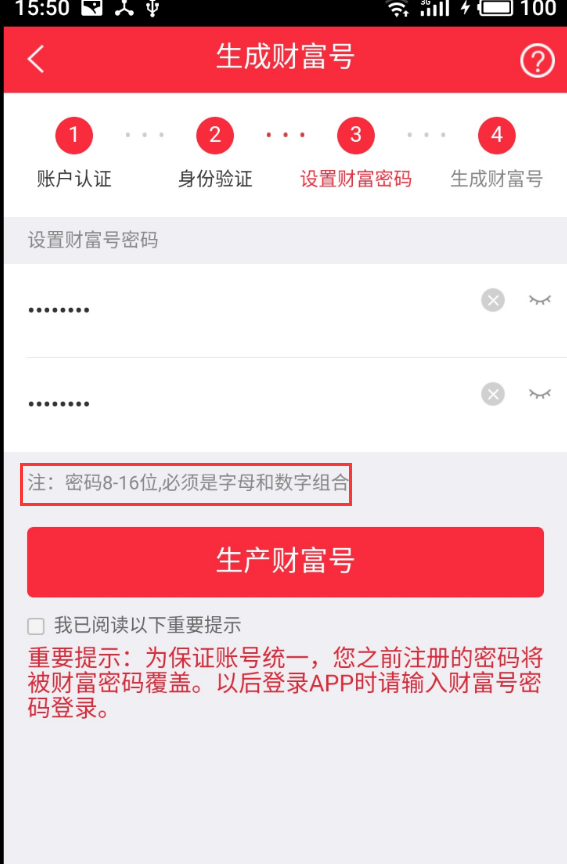 15:50 3G 100
生成财富号
1 2 3 4
账户认证 身份验证 设置财富密码 生成财富号
设置财富号密码
••••••••
••••••••
注：密码8-16位,必须是字母和数字组合
生产财富号
我已阅读以下重要提示
重要提示：为保证账号统一，您之前注册的密码将
被财富密码覆盖。以后登录APP时请输入财富号密
码登录。